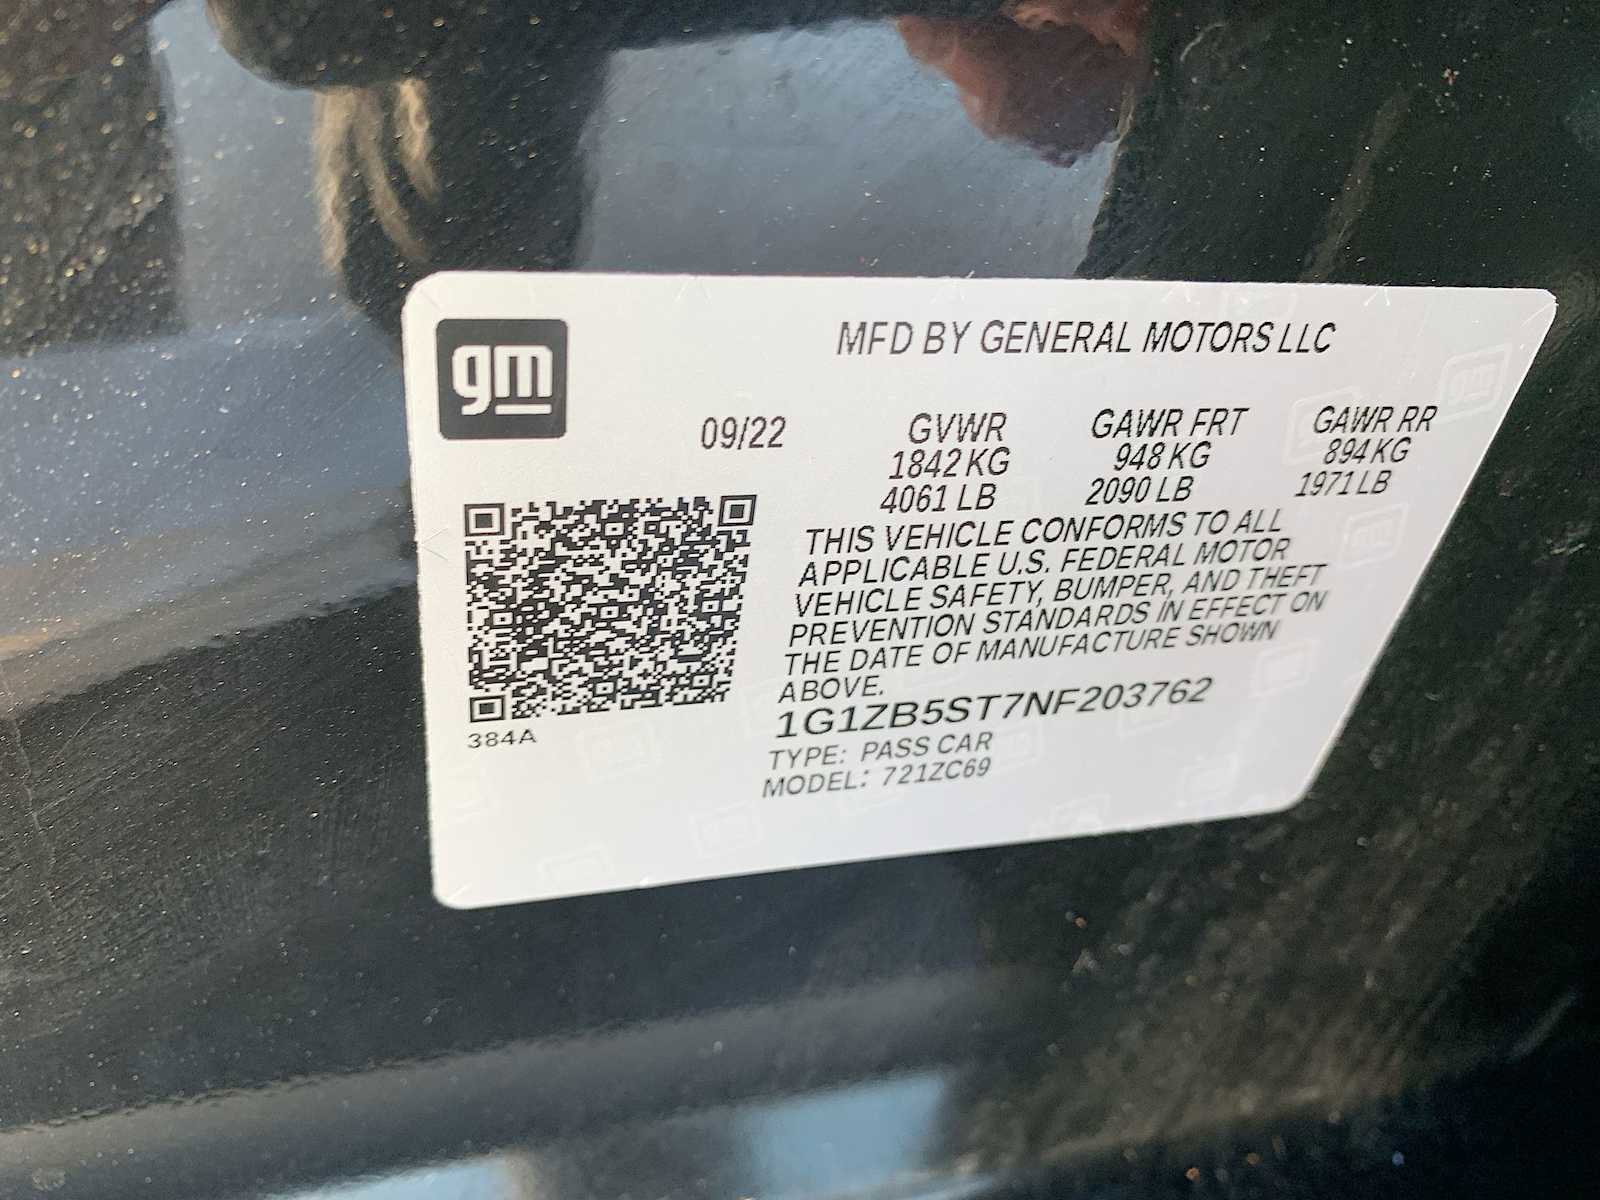 gm
MFD BY GENERAL MOTORS LLC
09/22
GVWR GAWR FRT GAWR RR
1842 KG 948 KG 894 KG
4061 LB 2090 LB 1971 LB
THIS VEHICLE CONFORMS TO ALL
APPLICABLE U.S. FEDERAL MOTOR
VEHICLE SAFETY, BUMPER, AND THEFT
PREVENTION STANDARDS IN EFFECT ON
THE DATE OF MANUFACTURE SHOWN
ABOVE.
1G1ZB5ST7NF203762
TYPE: PASS CAR
MODEL: 721ZC69
384A